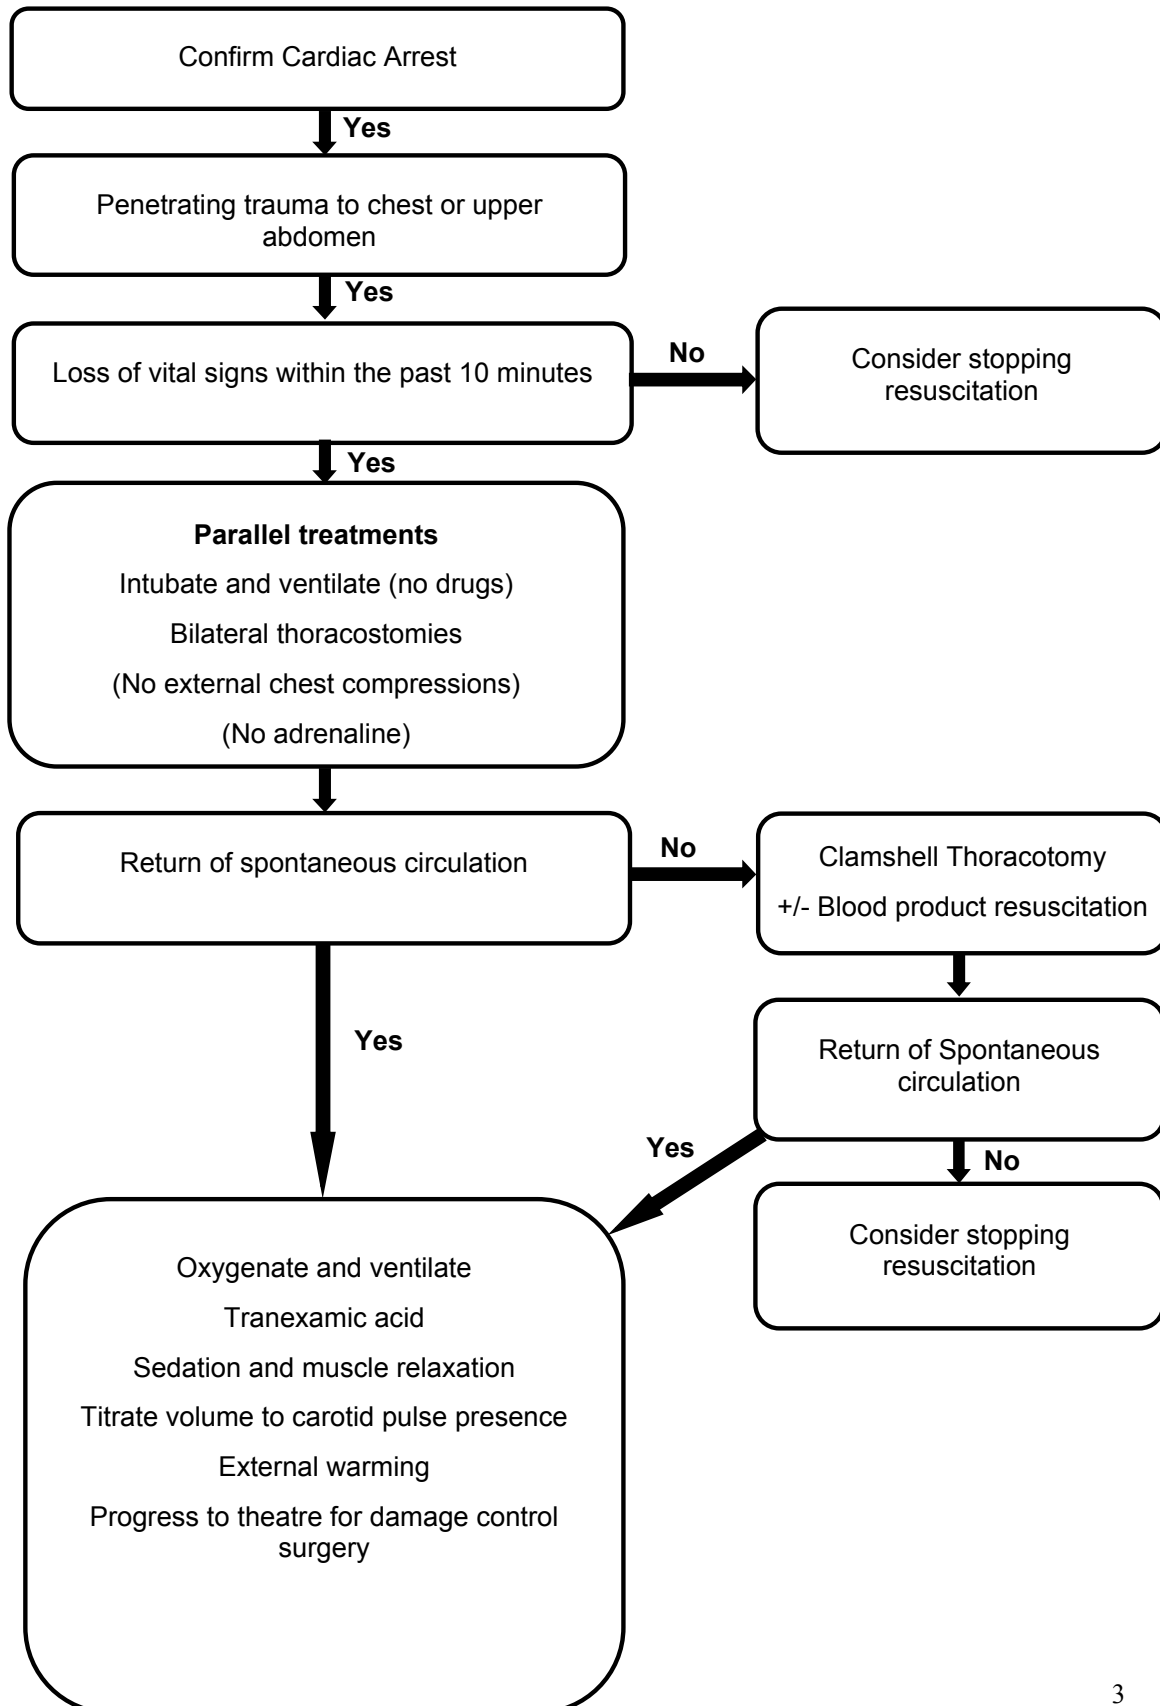 Confirm Cardiac Arrest
Yes
Penetrating trauma to chest or upper
abdomen
Yes
Loss of vital signs within the past 10 minutes
No
Consider stopping
resuscitation
Yes
Parallel treatments
Intubate and ventilate (no drugs)
Bilateral thoracostomies
(No external chest compressions)
(No adrenaline)
Return of spontaneous circulation
No
Clamshell Thoracotomy
+/- Blood product resuscitation
Yes
Return of Spontaneous
circulation
Yes
No
Consider stopping
resuscitation
Oxygenate and ventilate
Tranexamic acid
Sedation and muscle relaxation
Titrate volume to carotid pulse presence
External warming
Progress to theatre for damage control
surgery
3